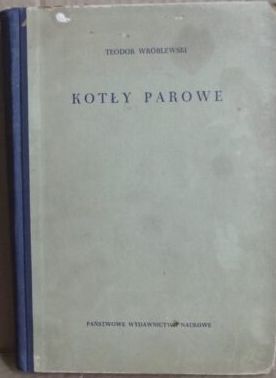 TEODOR WRÓBLEWSKI
KOTŁY PAROWE
PAŃSTWOWE WYDAWNICTWO NAUKOWE